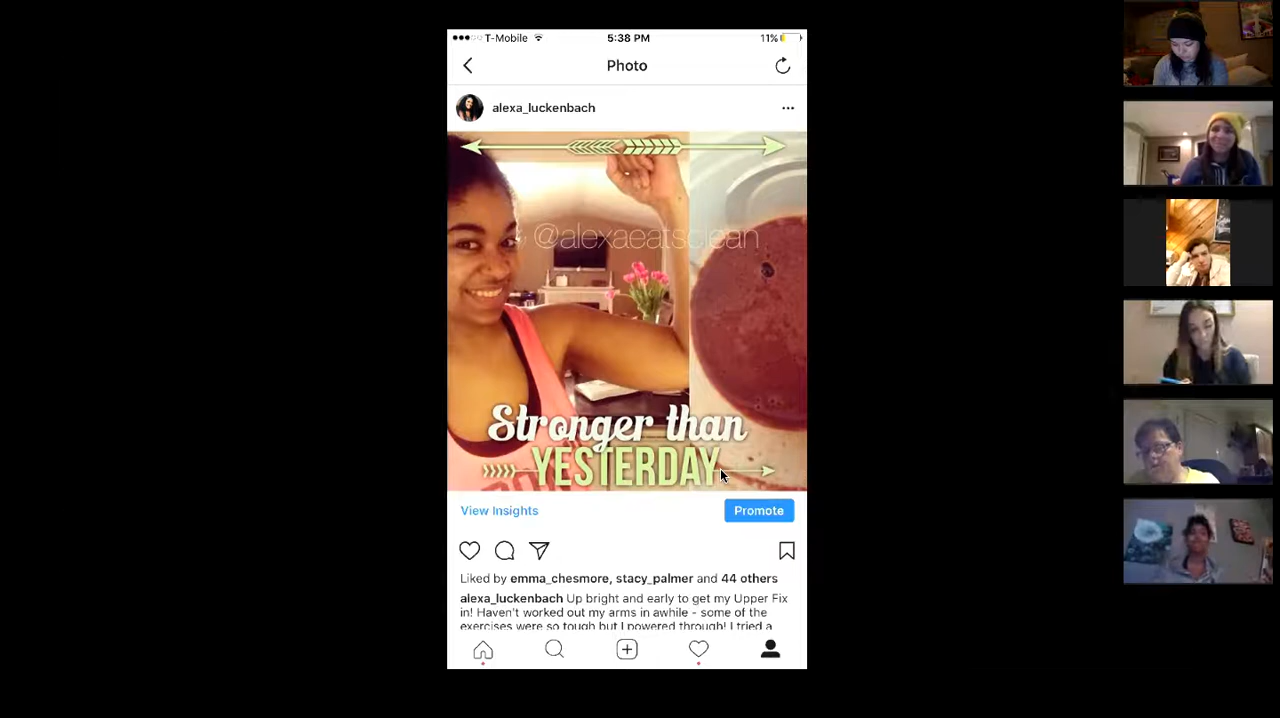 T-Mobile 5:38 PM 11%
Photo
alexa_luckenbach
@alexaeatsclean
Stronger than
YESTERDAY
View Insights Promote
Liked by emma_chesmore, stacy_palmer and 44 others
alexa_luckenbach Up bright and early to get my Upper Fix
in! Haven't worked out my arms in awhile - some of the
exercises were so tough but I powered through! I tried a